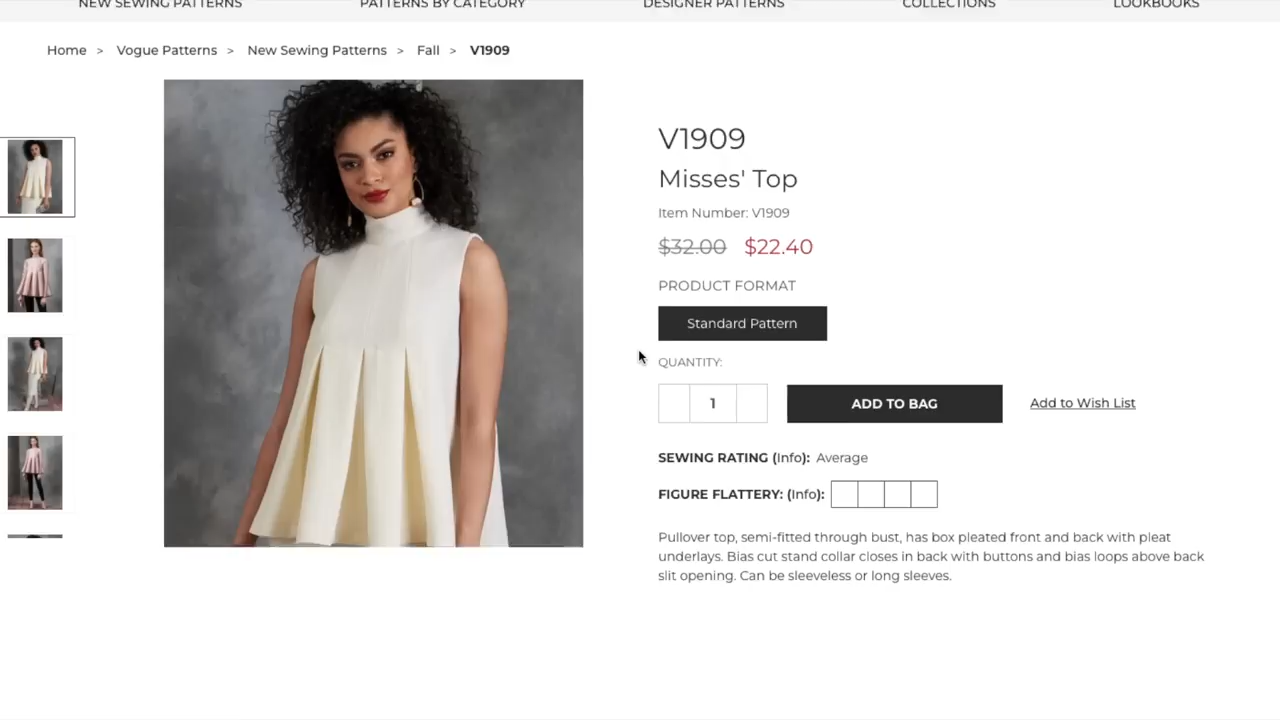 NEW SEWING PATTERNS PATTERNS BY CATEGORY DESIGNER PATTERNS COLLECTIONS LOOKBOOKS
Home > Vogue Patterns > New Sewing Patterns > Fall > V1909
V1909
Misses' Top
Item Number: V1909
$32.00 $22.40
PRODUCT FORMAT
Standard Pattern
QUANTITY:
1 ADD TO BAG Add to Wish List
SEWING RATING (Info): Average
FIGURE FLATTERY: (Info):
Pullover top, semi-fitted through bust, has box pleated front and back with pleat
underlays. Bias cut stand collar closes in back with buttons and bias loops above back
slit opening. Can be sleeveless or long sleeves.